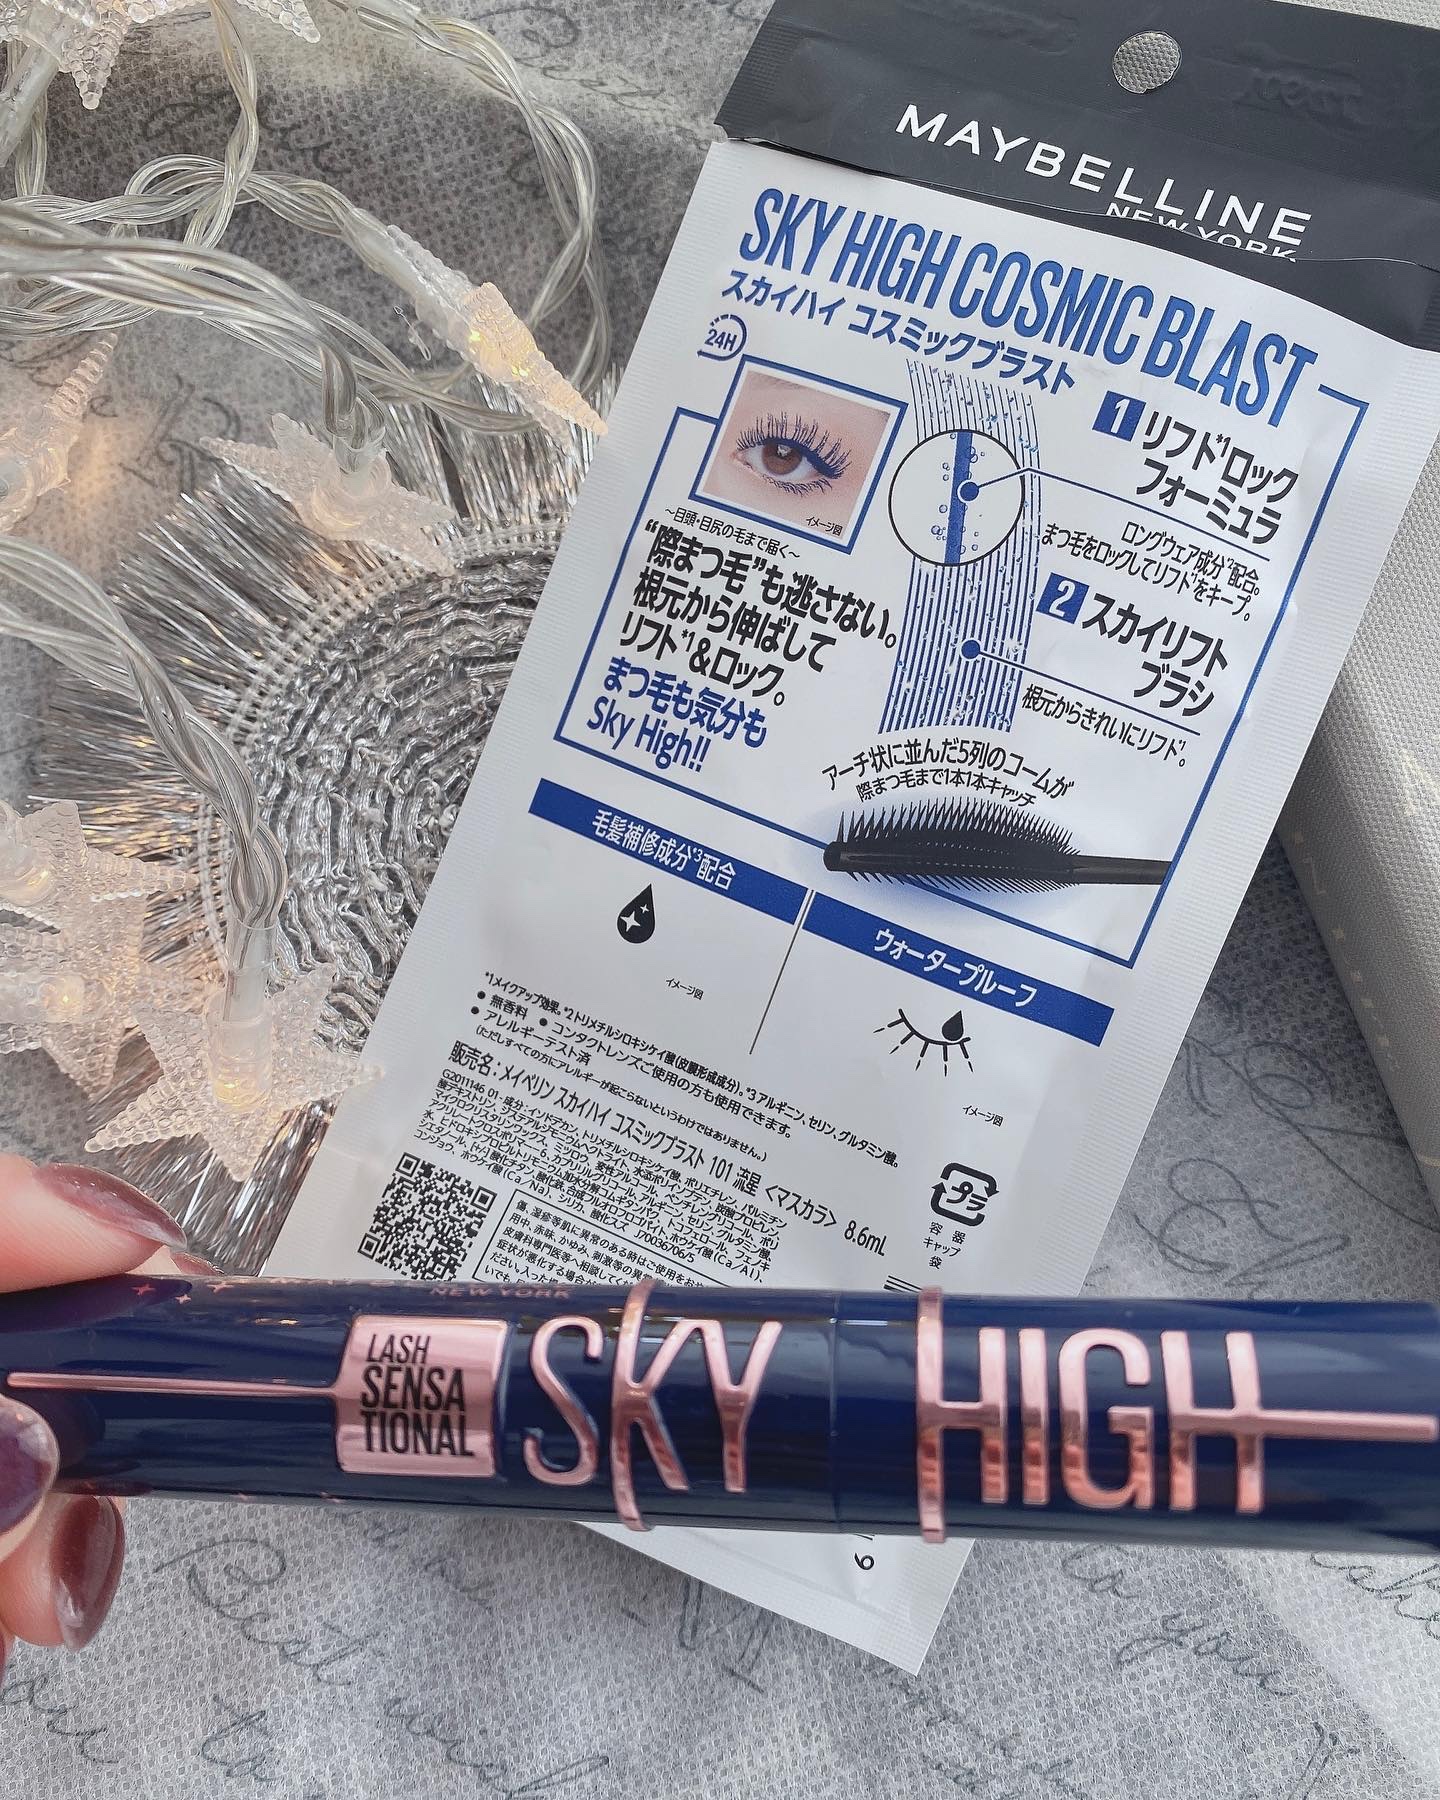 MAYBELLINE
NEW YORK
SKY HIGH COSMIC BLAST
スカイハイ コスミックブラスト
24H
イメージ図
～目頭・目尻の毛まで届く～
“際まつ毛”も逃さない。
根元から伸ばして
リフト*1&ロック。
まつ毛も気分も
Sky High!!
1 リフト*1ロック
フォーミュラ
ロングウェア成分*2配合。
まつ毛をロックしてリフト*1をキープ。
2 スカイリフト
ブラシ
根元からきれいにリフト*1。
アーチ状に並んだ5列のコームが
際まつ毛まで1本1本キャッチ
毛髪補修成分*3配合
イメージ図
ウォータープルーフ
イメージ図
*1メイクアップ効果。*2トリメチルシロキシケイ酸(皮膜形成成分)。*3アルギニン、セリン、グルタミン酸。
● 無香料 ● コンタクトレンズご使用の方も使用できます。
● アレルギーテスト済
(ただしすべての方にアレルギーが起こらないというわけではありません。)
販売名：メイベリン スカイハイ コスミックブラスト 101 流星 <マスカラ> 8.6mL
プラ
容器
キャップ
袋
NEW YORK
LASH
SENSA
TIONAL
SKY HIGH